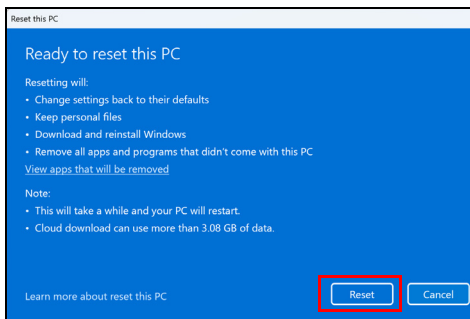 Reset this PC
Ready to reset this PC
Resetting will:
• Change settings back to their defaults
• Keep personal files
• Download and reinstall Windows
• Remove all apps and programs that didn't come with this PC
View apps that will be removed
Note:
• This will take a while and your PC will restart.
• Cloud download can use more than 3.08 GB of data.
Learn more about reset this PC
Reset
Cancel